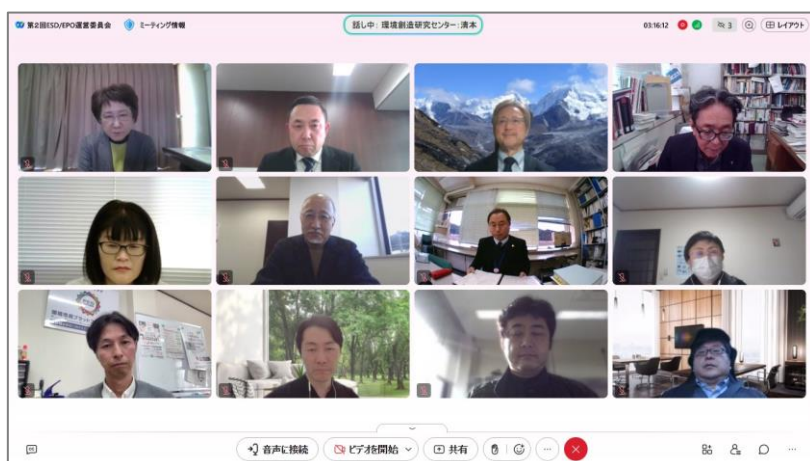 第2回ESD/EPO運営委員会 ミーティング情報 話し中: 環境創造研究センター:清本 03:16:12 3 レイアウト
音声に接続 ビデオを開始 共有